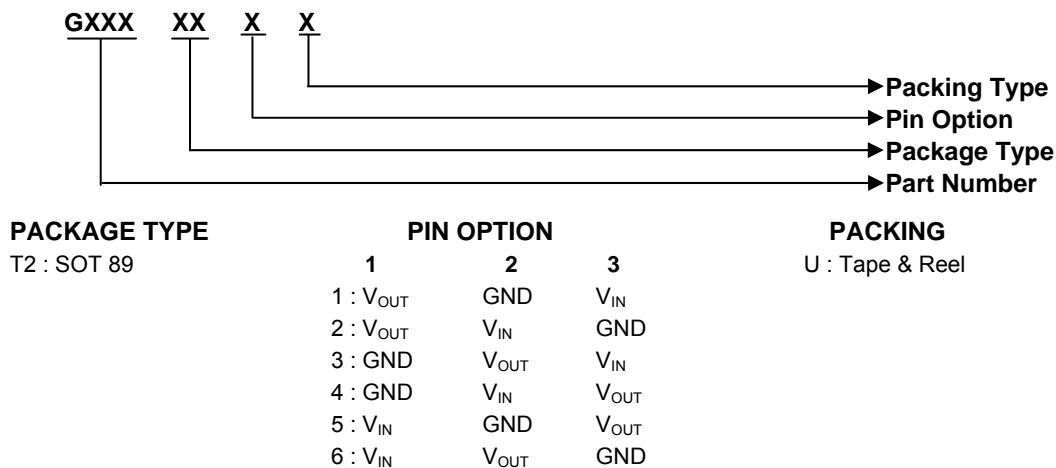 GXXX XX X X
Packing Type
Pin Option
Package Type
Part Number
PACKAGE TYPE PIN OPTION PACKING
T2 : SOT 89 1 2 3 U : Tape & Reel
1 : VOUT GND VIN
2 : VOUT VIN GND
3 : GND VOUT VIN
4 : GND VIN VOUT
5 : VIN GND VOUT
6 : VIN VOUT GND